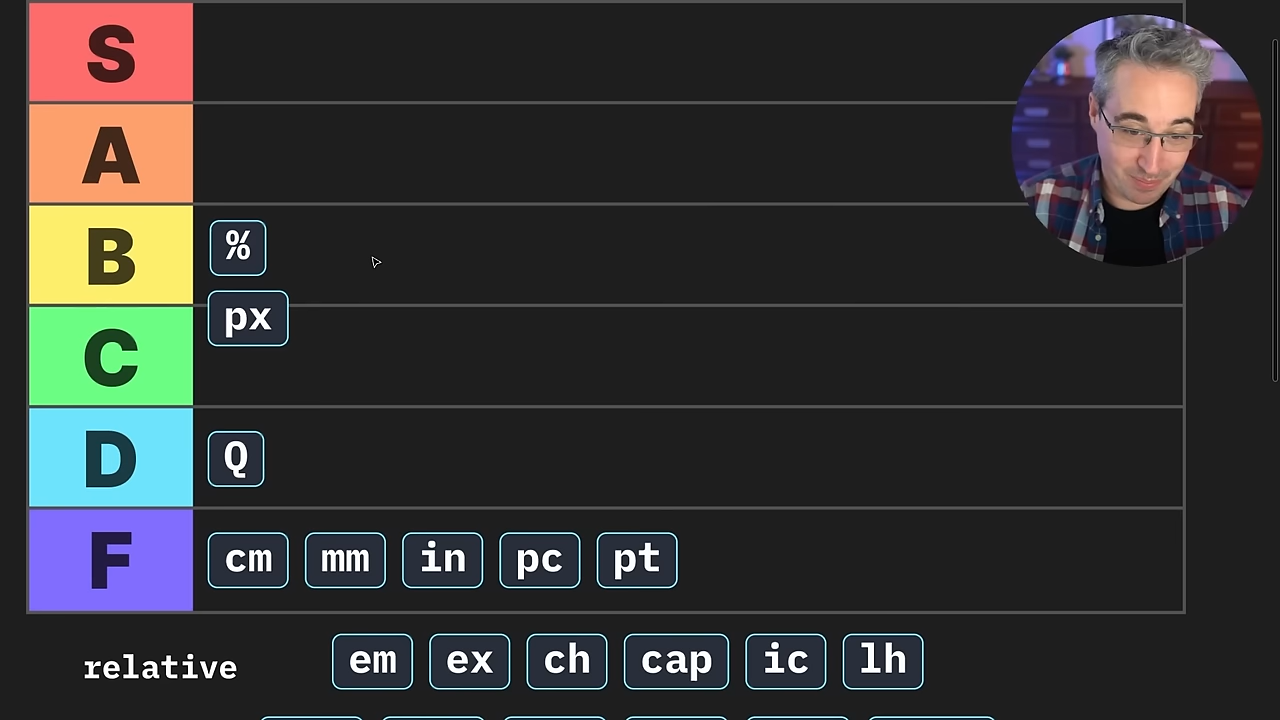 S
A
B %
px
C
D Q
F cm mm in pc pt
relative em ex ch cap ic lh